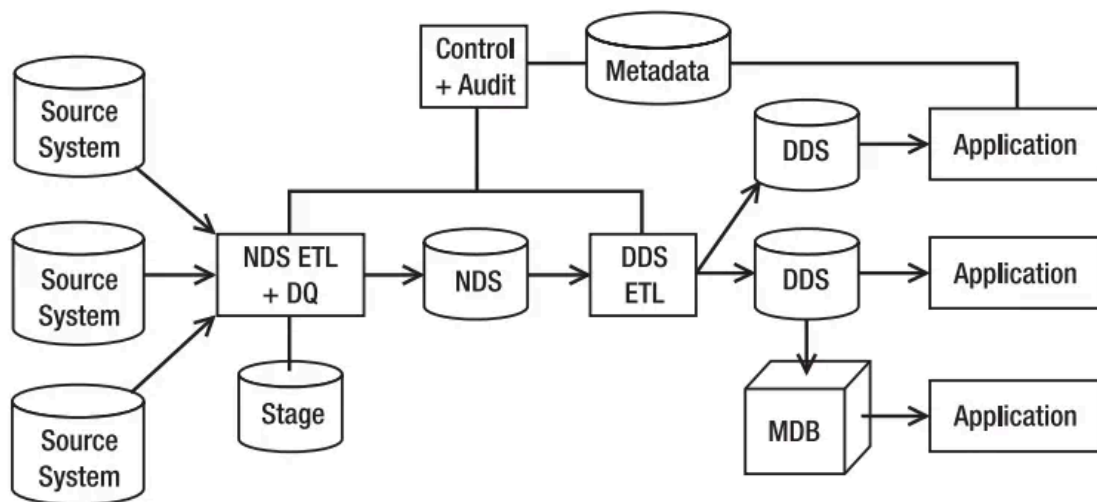 Control
+ Audit
Metadata
Source
System
DDS
Application
Source
System
NDS ETL
+ DQ
NDS
DDS
ETL
DDS
Application
Stage
Source
System
MDB
Application